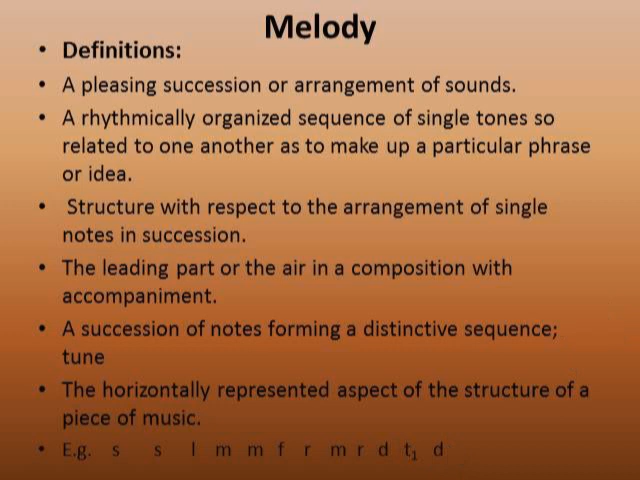 Melody
• Definitions:
• A pleasing succession or arrangement of sounds.
• A rhythmically organized sequence of single tones so
related to one another as to make up a particular phrase
or idea.
• Structure with respect to the arrangement of single
notes in succession.
• The leading part or the air in a composition with
accompaniment.
• A succession of notes forming a distinctive sequence;
tune
• The horizontally represented aspect of the structure of a
piece of music.
• E.g. s s l m m f r m r d t₁ d